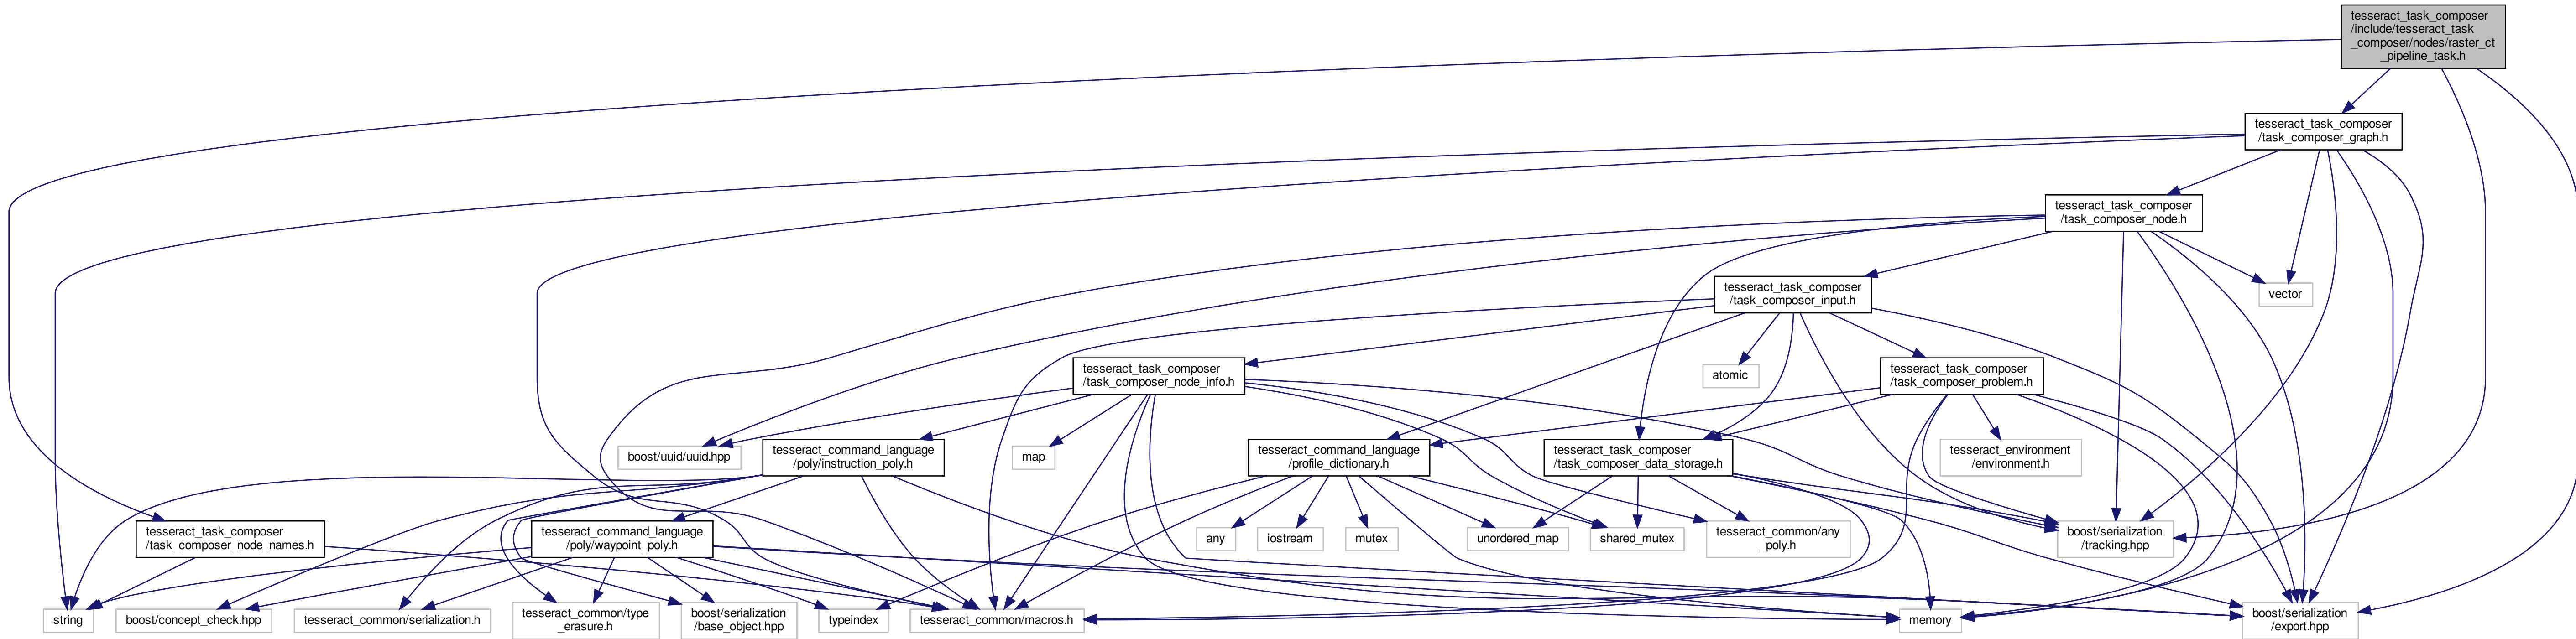 tesseract_task_composer
/include/tesseract_task
_composer/nodes/raster_ct
_pipeline_task.h
tesseract_task_composer
/task_composer_graph.h
tesseract_task_composer
/task_composer_node.h
tesseract_task_composer
/task_composer_input.h
vector
tesseract_task_composer
/task_composer_node_info.h
atomic
tesseract_task_composer
/task_composer_problem.h
boost/uuid/uuid.hpp
tesseract_command_language
/poly/instruction_poly.h
map
tesseract_command_language
/profile_dictionary.h
tesseract_task_composer
/task_composer_data_storage.h
tesseract_environment
/environment.h
tesseract_task_composer
/task_composer_node_names.h
tesseract_command_language
/poly/waypoint_poly.h
any
iostream
mutex
unordered_map
shared_mutex
tesseract_common/any
_poly.h
boost/serialization
/tracking.hpp
string
boost/concept_check.hpp
tesseract_common/serialization.h
tesseract_common/type
_erasure.h
boost/serialization
/base_object.hpp
typeindex
tesseract_common/macros.h
memory
boost/serialization
/export.hpp